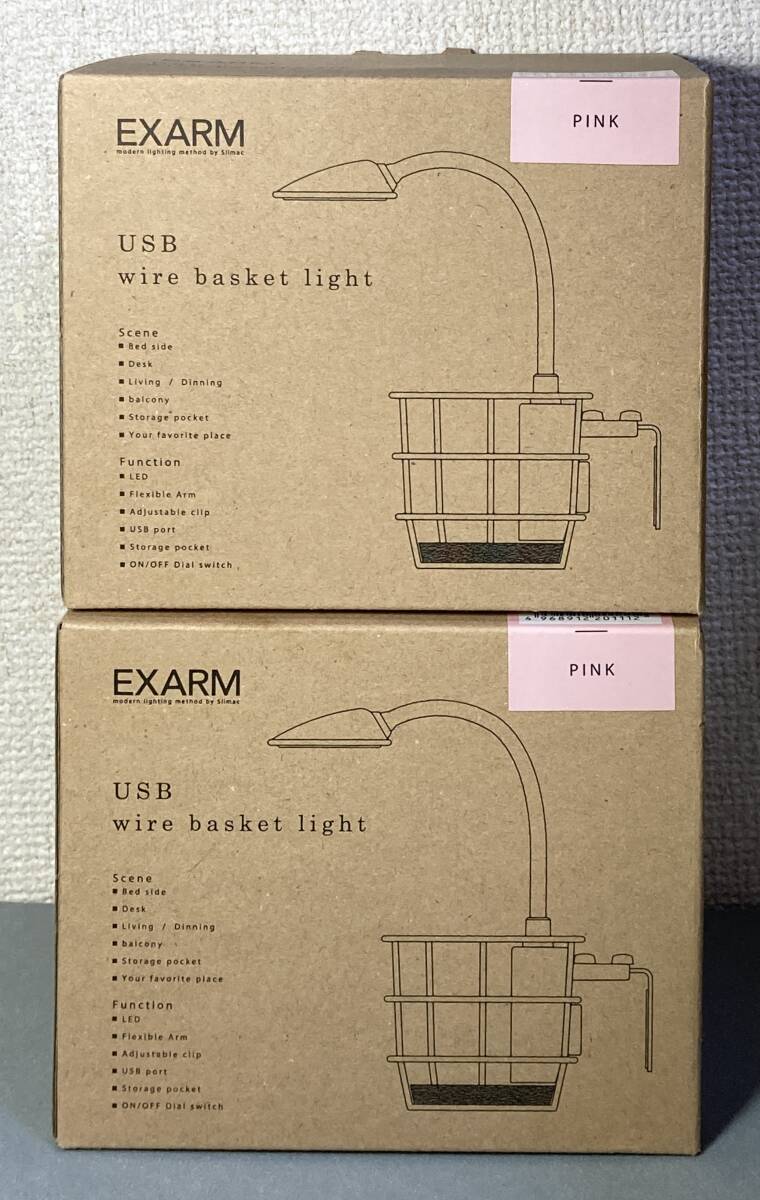 EXARM
modern lighting method by Slimac
PINK
USB
wire basket light
Scene
■ Bed side
■ Desk
■ Living / Dinning
■ balcony
■ Storage pocket
■ Your favorite place
Function
■ LED
■ Flexible Arm
■ Adjustable clip
■ USB port
■ Storage pocket
■ ON/OFF Dial switch
4 968912 201112
EXARM
modern lighting method by Slimac
PINK
USB
wire basket light
Scene
■ Bed side
■ Desk
■ Living / Dinning
■ balcony
■ Storage pocket
■ Your favorite place
Function
■ LED
■ Flexible Arm
■ Adjustable clip
■ USB port
■ Storage pocket
■ ON/OFF Dial switch